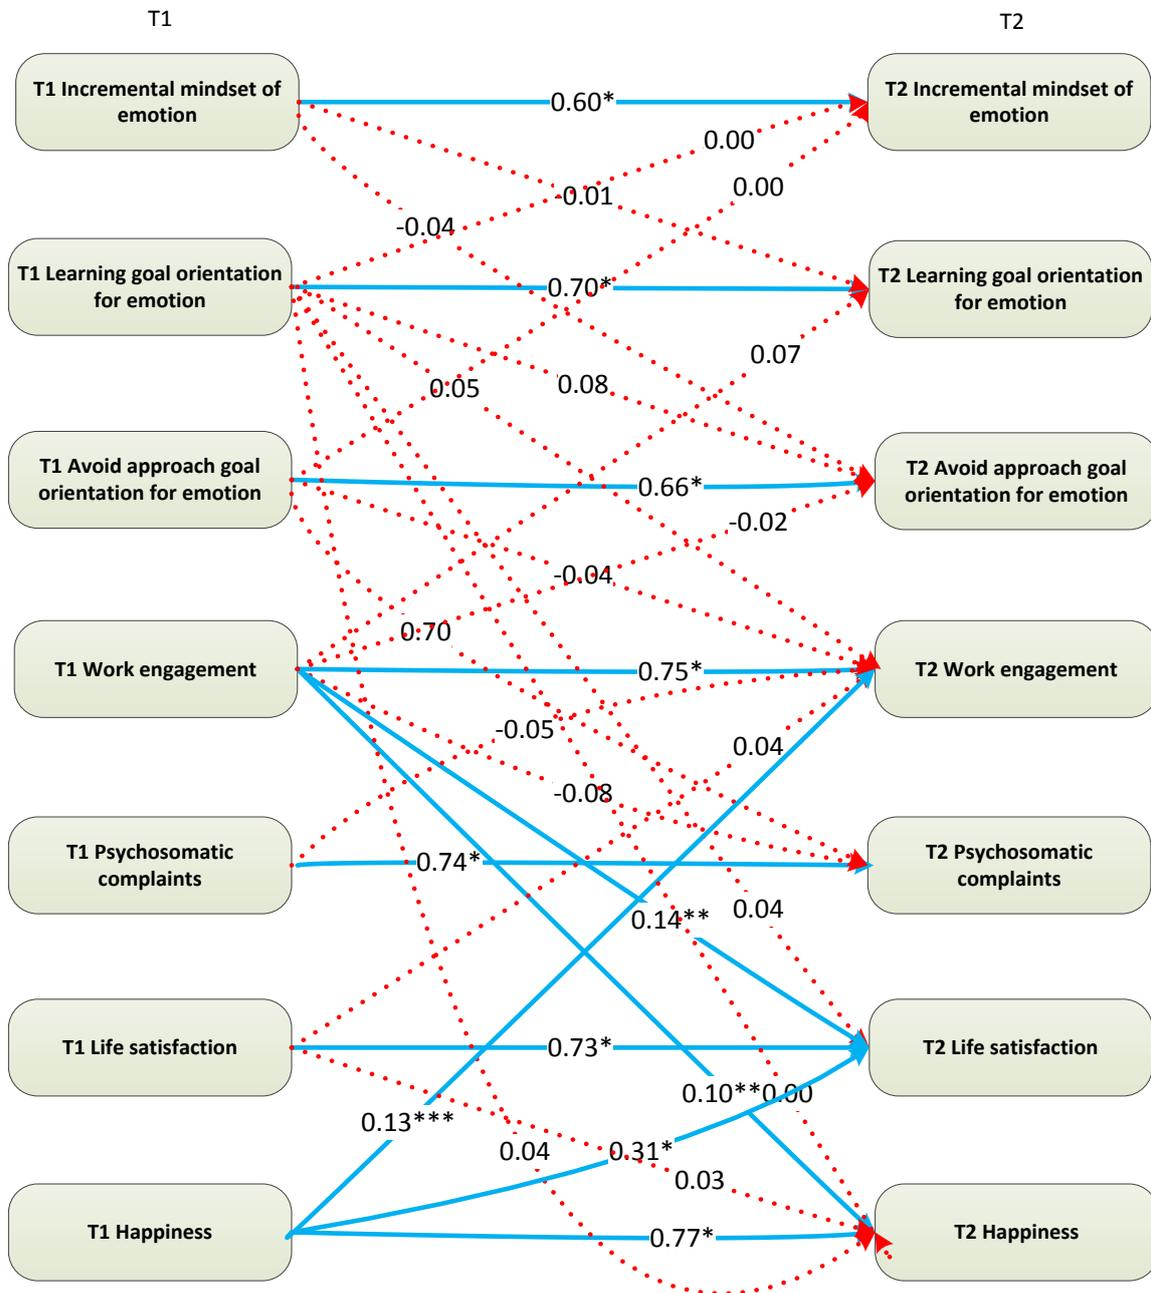 T1
T2
T1 Incremental mindset of
emotion
0.60*
T2 Incremental mindset of
emotion
0.00
0.00
-0.01
-0.04
T1 Learning goal orientation
for emotion
0.70*
T2 Learning goal orientation
for emotion
0.07
0.05
0.08
T1 Avoid approach goal
orientation for emotion
0.66*
T2 Avoid approach goal
orientation for emotion
-0.02
-0.04
0.70
T1 Work engagement
0.75*
T2 Work engagement
-0.05
0.04
-0.08
T1 Psychosomatic
complaints
0.74*
T2 Psychosomatic
complaints
0.14**
0.04
T1 Life satisfaction
0.73*
T2 Life satisfaction
0.10**
0.00
0.13***
0.04
0.31*
0.03
T1 Happiness
0.77*
T2 Happiness